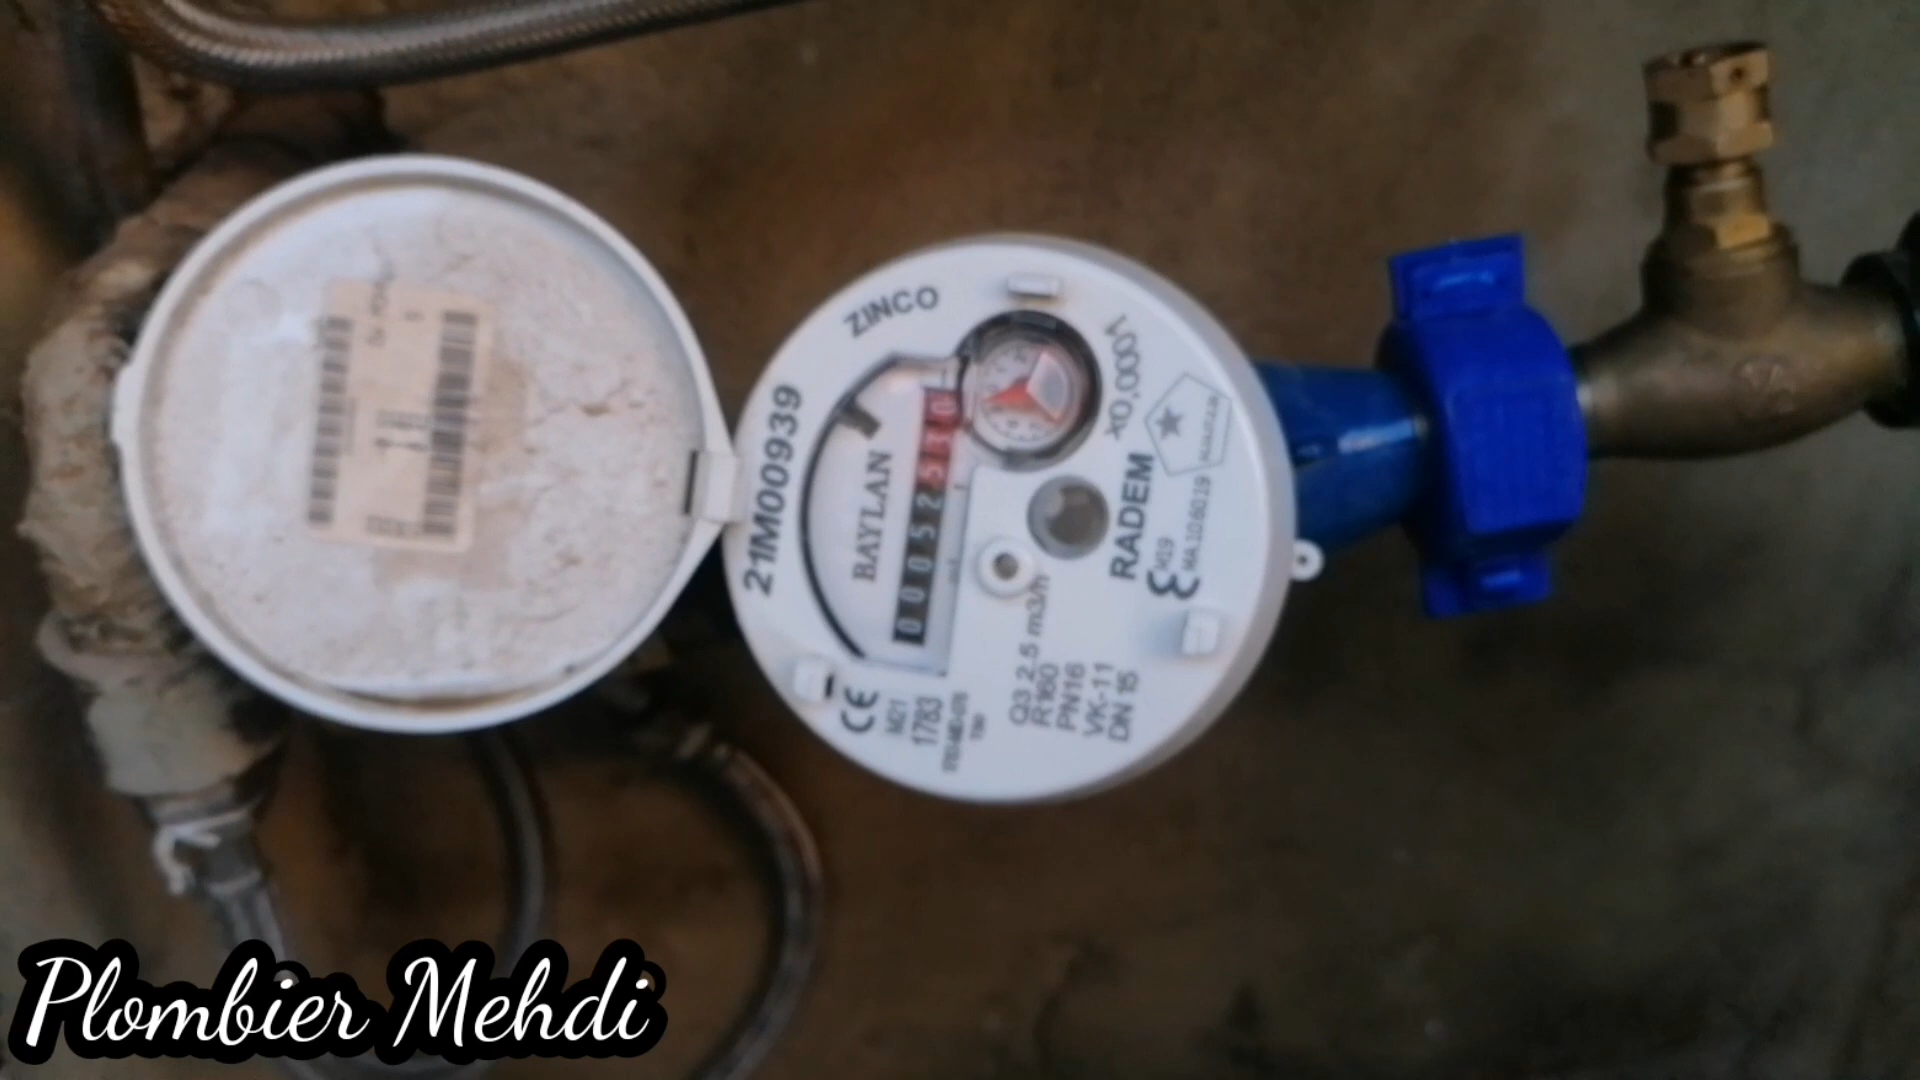 ZINCO
21M00939
BAYLAN
x0,0001
RADEM
M19
MA108019
CE
M21
1783
Q3 2.5 m3/h
R160
PN16
VK-11
DN 15
Plombier Mehdi